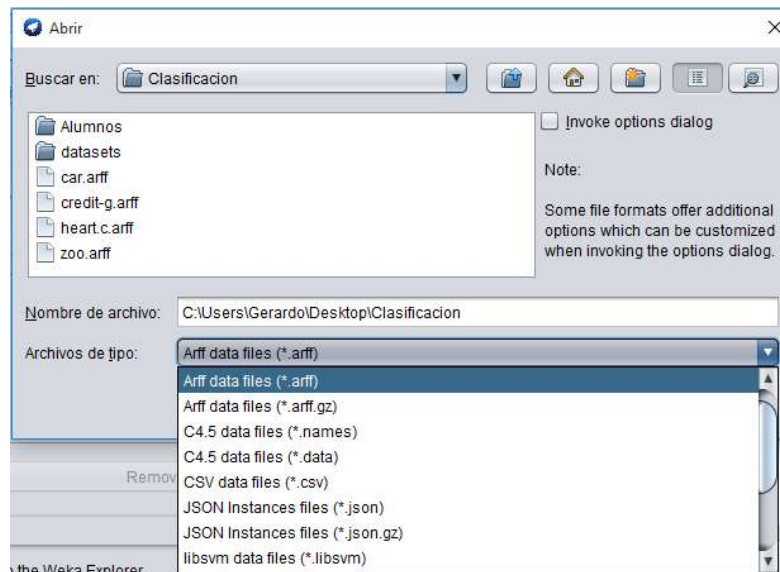 Abrir
Buscar en: Clasificacion
Alumnos
datasets
car.arff
credit-g.arff
heart.c.arff
zoo.arff
Invoke options dialog
Note:
Some file formats offer additional
options which can be customized
when invoking the options dialog.
Nombre de archivo: C:\Users\Gerardo\Desktop\Clasificacion
Archivos de tipo: Arff data files (*.arff)
Arff data files (*.arff)
Arff data files (*.arff.gz)
C4.5 data files (*.names)
C4.5 data files (*.data)
CSV data files (*.csv)
JSON Instances files (*.json)
JSON Instances files (*.json.gz)
libsvm data files (*.libsvm)
Remov
the Weka Explorer